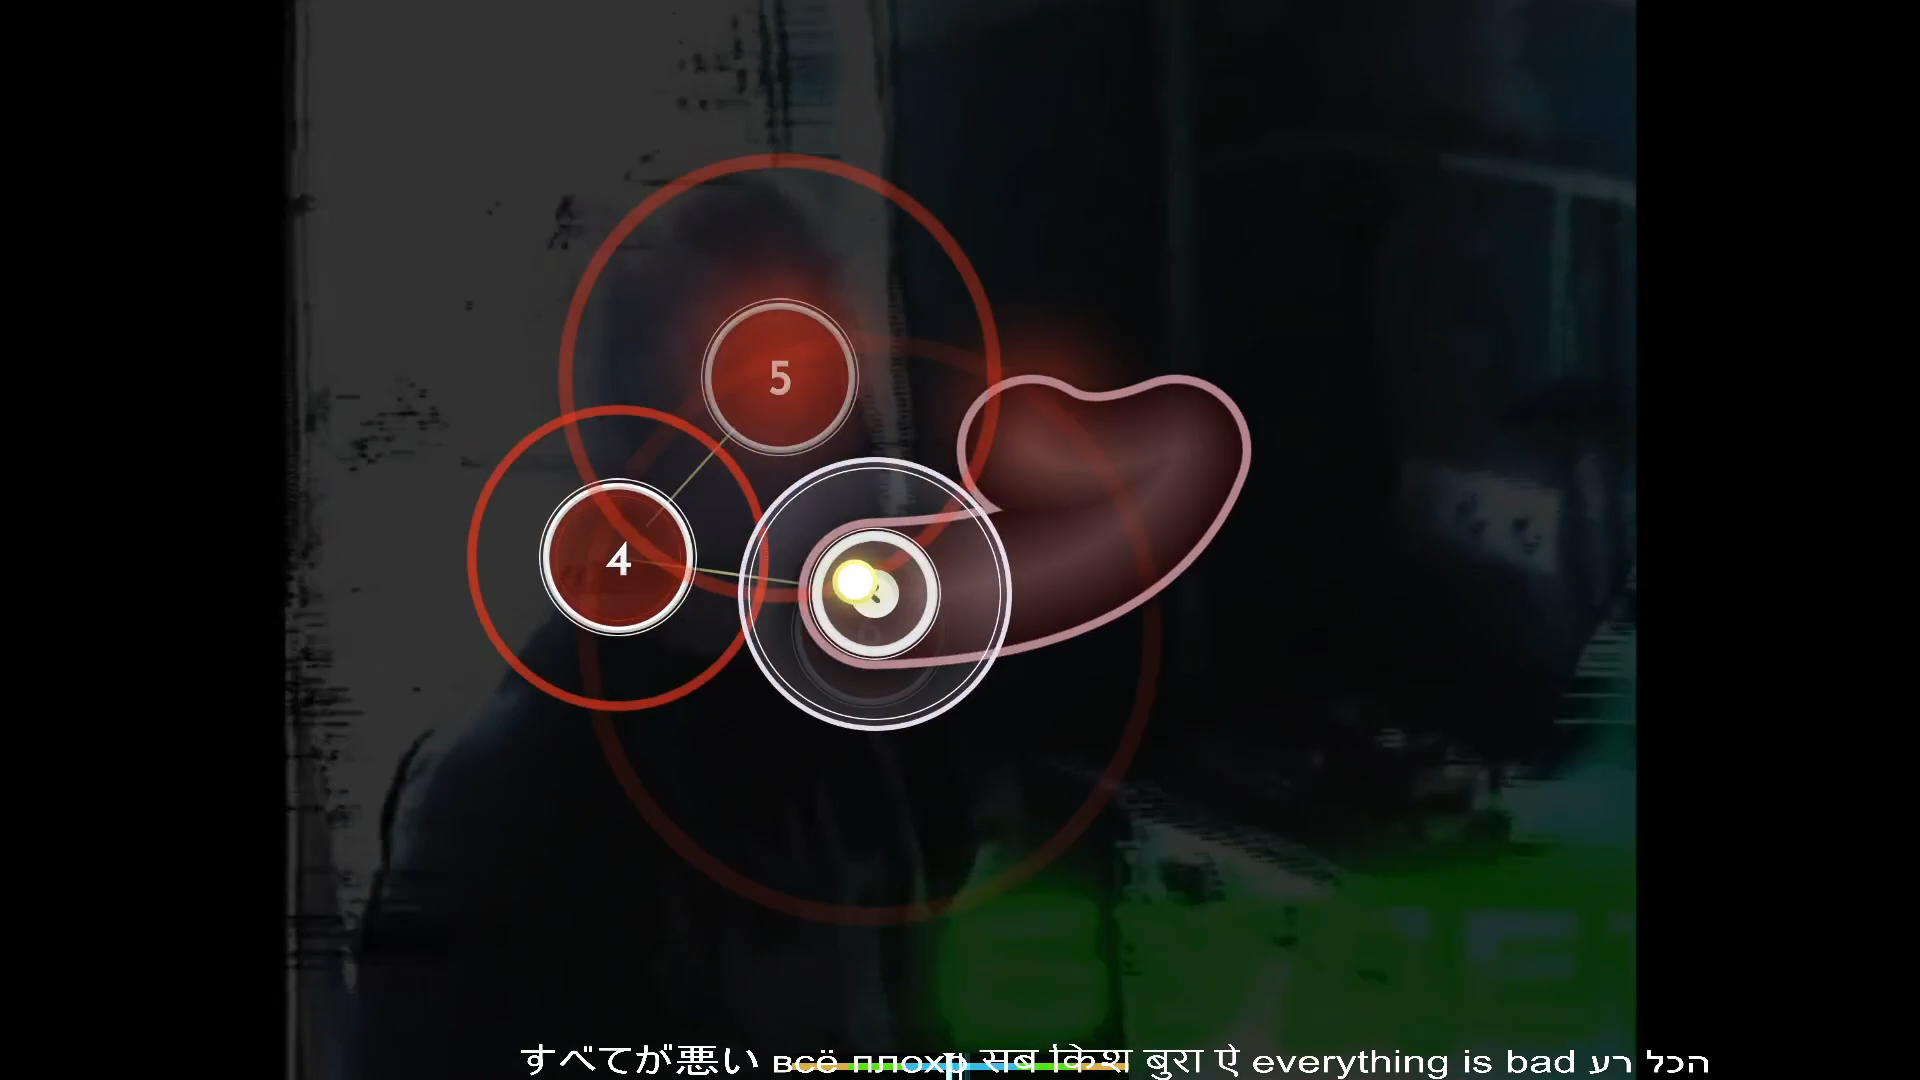 5
4
すべてが悪い всё плохо सब किश बुरा ऐ everything is bad הכל רע